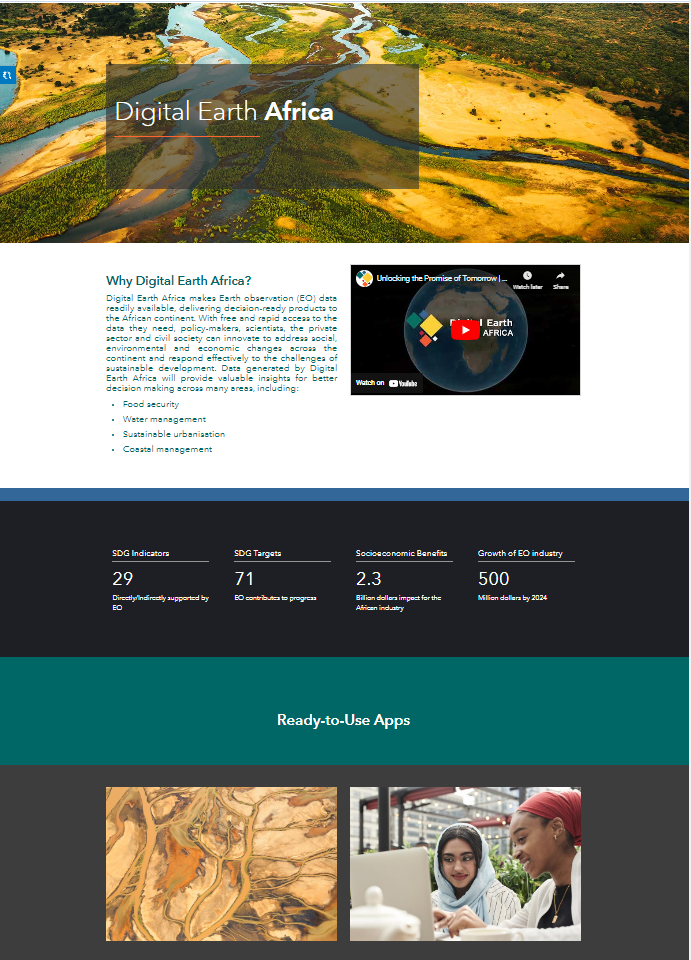 Digital Earth Africa
Why Digital Earth Africa?
Digital Earth Africa makes Earth observation (EO) data
readily available, delivering decision-ready products to
the African continent. With free and rapid access to the
data they need, policy-makers, scientists, the private
sector and civil society can innovate to address social,
environmental and economic changes across the
continent and respond effectively to the challenges of
sustainable development. Data generated by Digital
Earth Africa will provide valuable insights for better
decision making across many areas, including:
• Food security
• Water management
• Sustainable urbanisation
• Coastal management
Unlocking the Promise of Tomorrow | ...
Watch later
Share
Digital Earth
AFRICA
Watch on YouTube
SDG Indicators
29
Directly/Indirectly supported by
EO
SDG Targets
71
EO contributes to progress
Socioeconomic Benefits
2.3
Billion dollars impact for the
African industry
Growth of EO industry
500
Million dollars by 2024
Ready-to-Use Apps